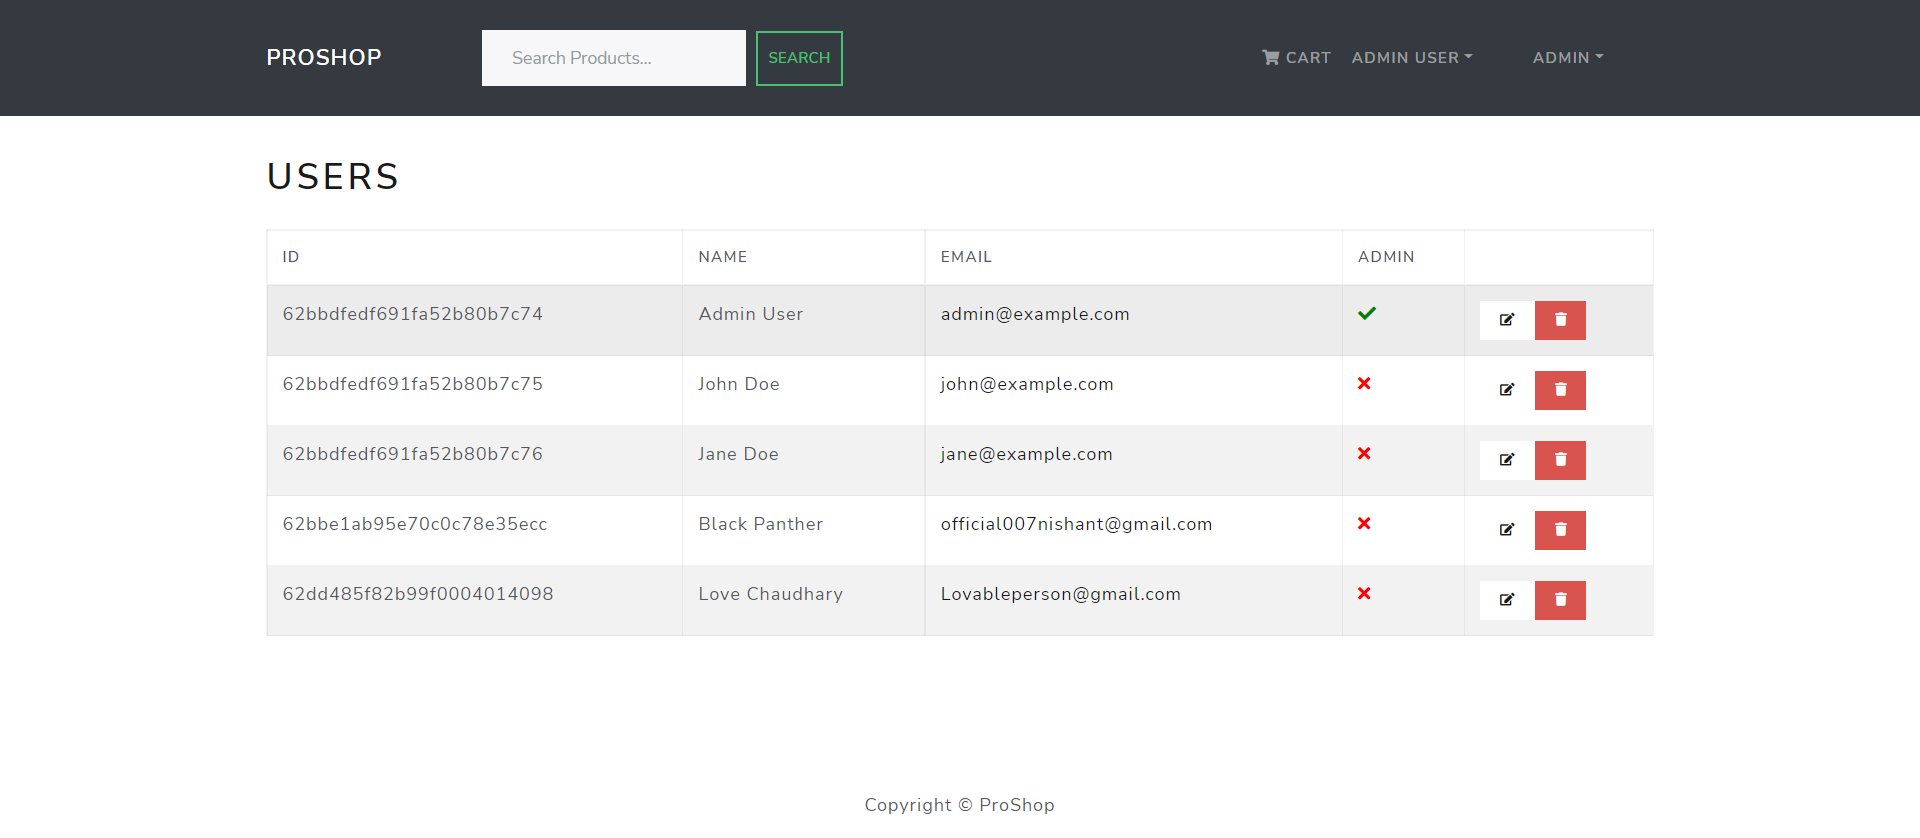 PROSHOP Search Products... SEARCH CART ADMIN USER ADMIN
USERS
ID NAME EMAIL ADMIN
62bbdfedf691fa52b80b7c74 Admin User admin@example.com
62bbdfedf691fa52b80b7c75 John Doe john@example.com
62bbdfedf691fa52b80b7c76 Jane Doe jane@example.com
62bbe1ab95e70c0c78e35ecc Black Panther official007nishant@gmail.com
62dd485f82b99f0004014098 Love Chaudhary Lovableperson@gmail.com
Copyright © ProShop